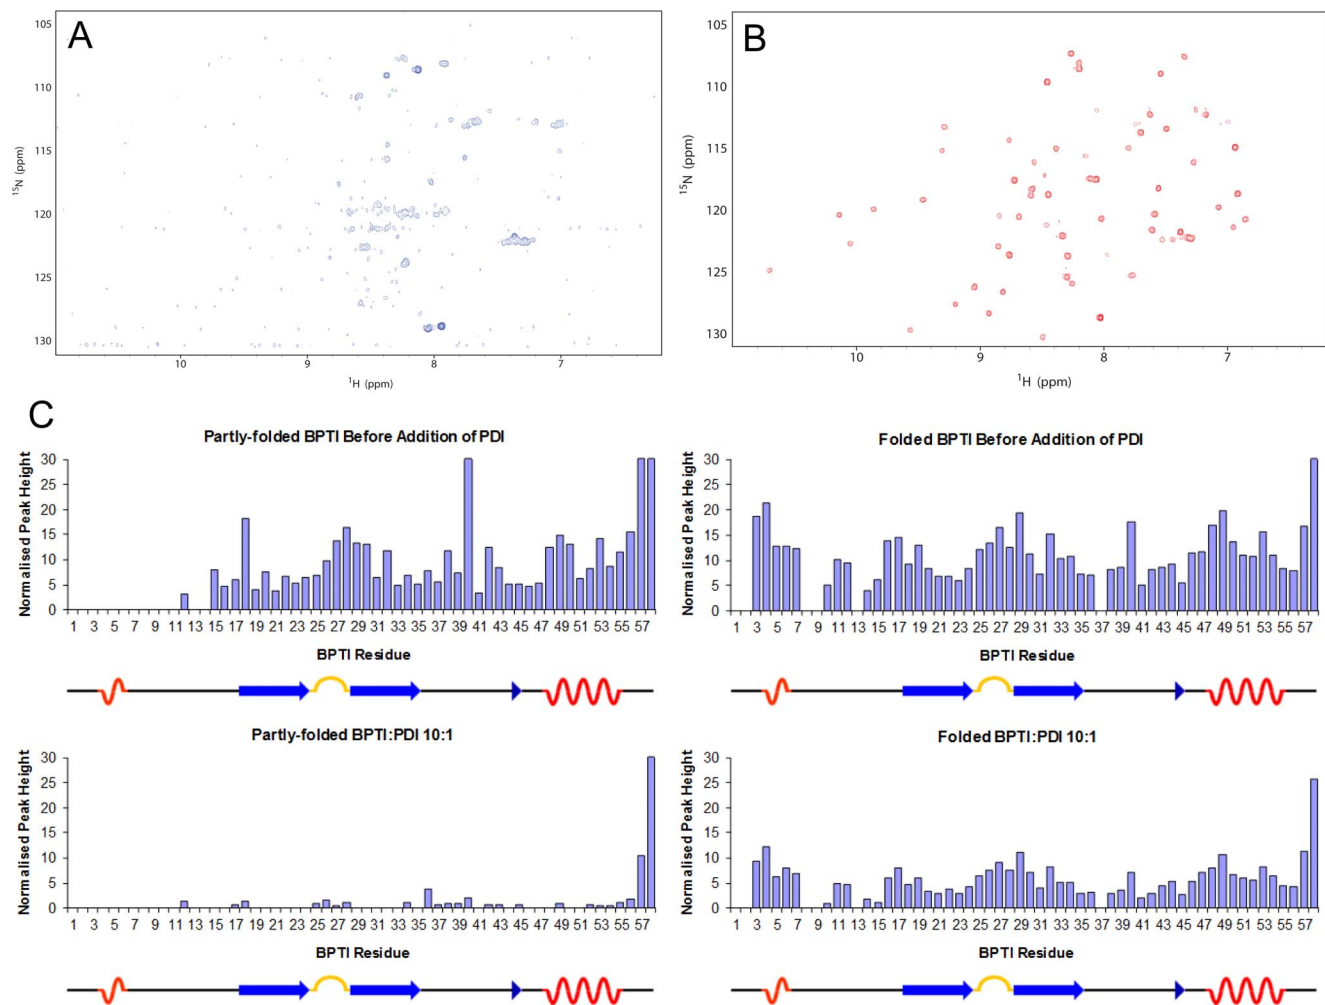 A
105
110
115
120
125
130
¹⁵N (ppm)
10 9 8 7
¹H (ppm)
B
105
110
115
120
125
130
¹⁵N (ppm)
10 9 8 7
¹H (ppm)
C
Partly-folded BPTI Before Addition of PDI
Normalised Peak Height
30
25
20
15
10
5
0
1 3 5 7 9 11 13 15 17 19 21 23 25 27 29 31 33 35 37 39 41 43 45 47 49 51 53 55 57
BPTI Residue
Folded BPTI Before Addition of PDI
Normalised Peak Height
30
25
20
15
10
5
0
1 3 5 7 9 11 13 15 17 19 21 23 25 27 29 31 33 35 37 39 41 43 45 47 49 51 53 55 57
BPTI Residue
Partly-folded BPTI:PDI 10:1
Normalised Peak Height
30
25
20
15
10
5
0
1 3 5 7 9 11 13 15 17 19 21 23 25 27 29 31 33 35 37 39 41 43 45 47 49 51 53 55 57
BPTI Residue
Folded BPTI:PDI 10:1
Normalised Peak Height
30
25
20
15
10
5
0
1 3 5 7 9 11 13 15 17 19 21 23 25 27 29 31 33 35 37 39 41 43 45 47 49 51 53 55 57
BPTI Residue